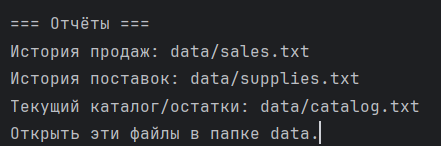 === Отчёты ===
История продаж: data/sales.txt
История поставок: data/supplies.txt
Текущий каталог/остатки: data/catalog.txt
Открыть эти файлы в папке data.